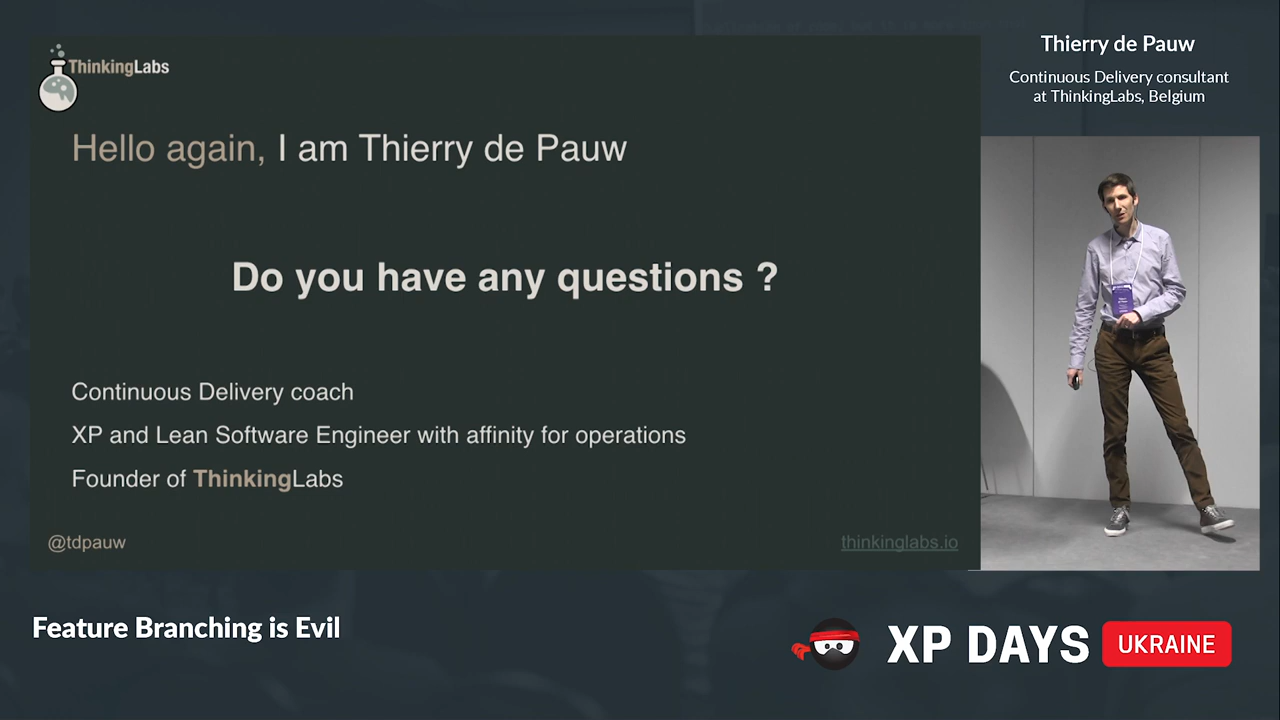 ThinkingLabs
Hello again, I am Thierry de Pauw
Do you have any questions ?
Continuous Delivery coach
XP and Lean Software Engineer with affinity for operations
Founder of ThinkingLabs
@tdpauw
thinkinglabs.io
Thierry de Pauw
Continuous Delivery consultant
at ThinkingLabs, Belgium
Feature Branching is Evil
XP DAYS
UKRAINE